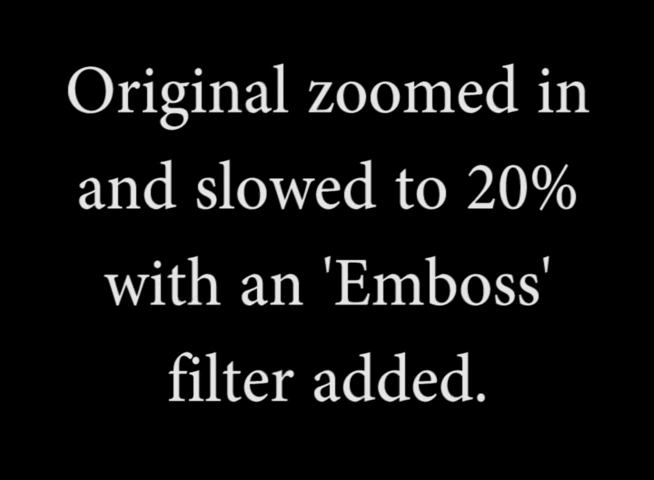 Original zoomed in
and slowed to 20%
with an 'Emboss'
filter added.